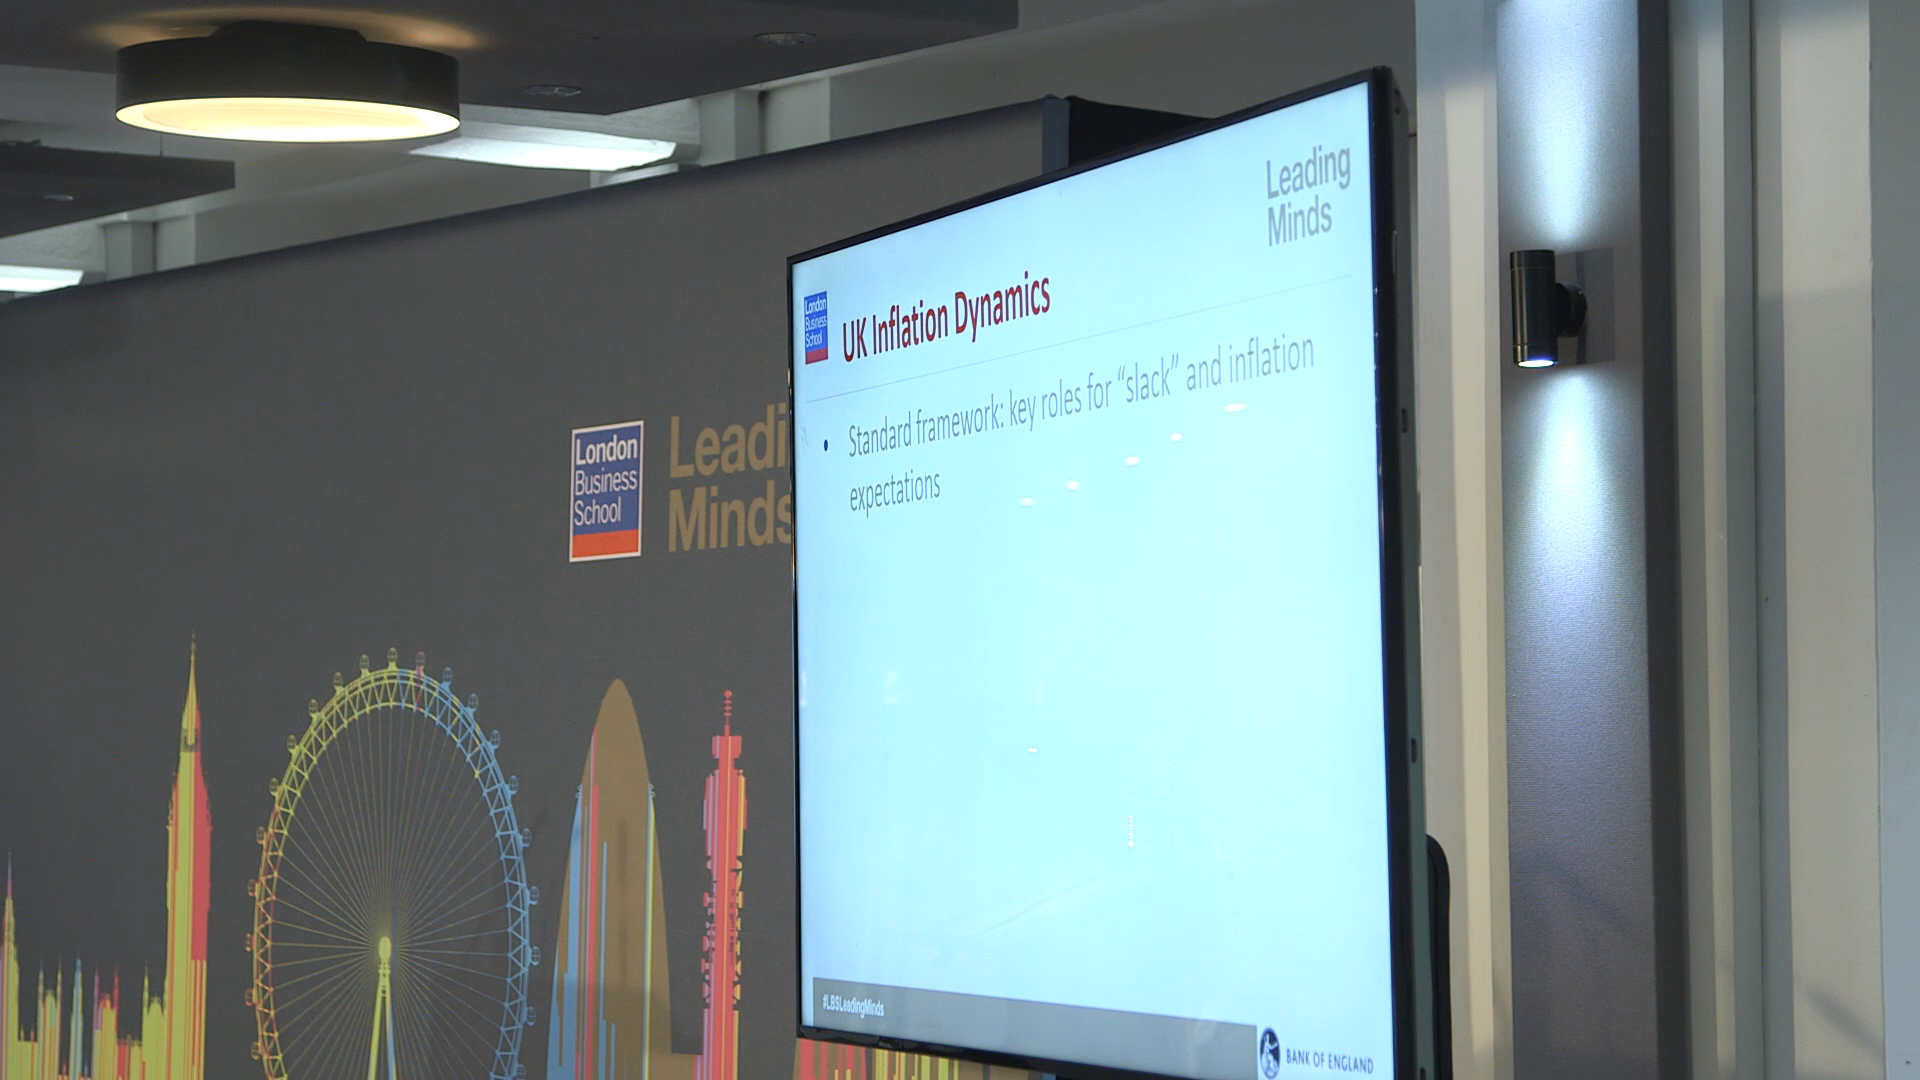 London
Business
School
Leadi
Minds
Leading
Minds
London
Business
School
UK Inflation Dynamics
• Standard framework: key roles for “slack” and inflation
expectations
#LBSLeadingMinds
BANK OF ENGLAND